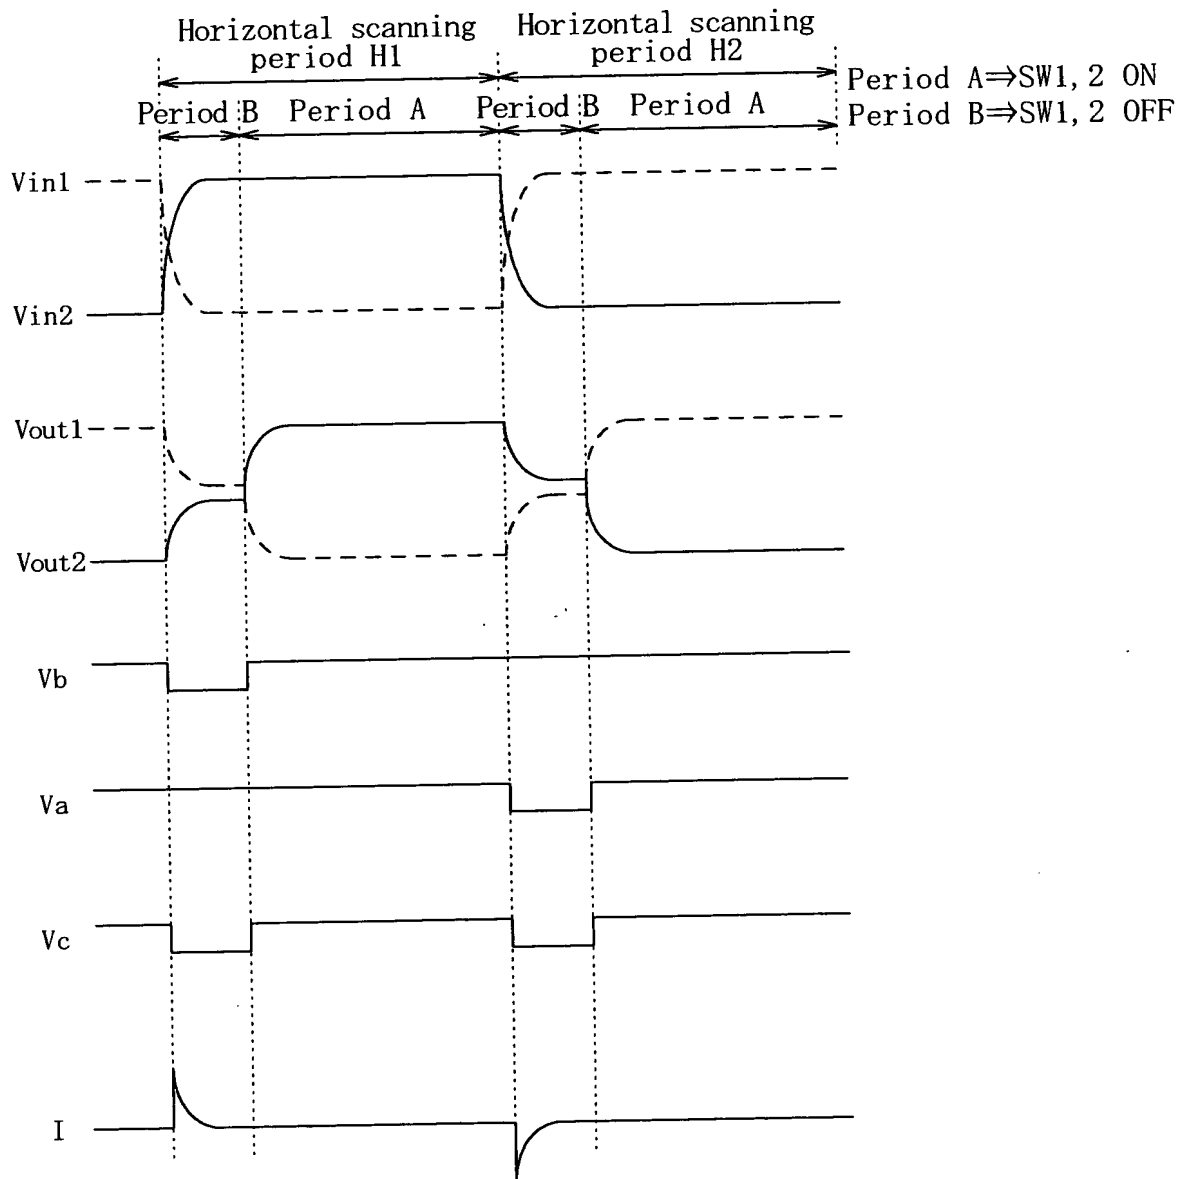 Horizontal scanning
period H1
Horizontal scanning
period H2
Period A⇒SW1, 2 ON
Period B⇒SW1, 2 OFF
Period B
Period A
Period B
Period A
Vin1
Vin2
Vout1
Vout2
Vb
Va
Vc
I